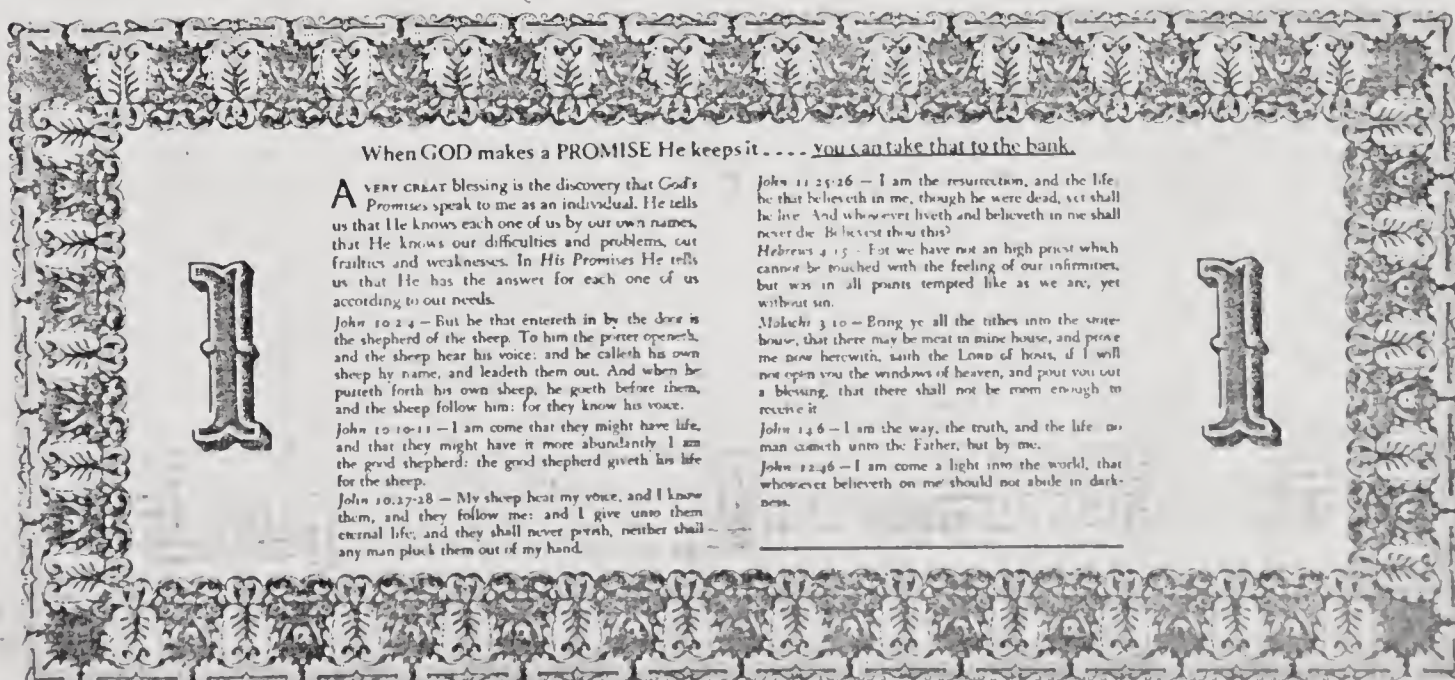 When GOD makes a PROMISE He keeps it . . . . you can take that to the bank.
1
A VERY GREAT blessing is the discovery that God's
Promises speak to me as an individual. He tells
us that He knows each one of us by our own names,
that He knows our difficulties and problems, our
frailties and weaknesses. In His Promises He tells
us that He has the answer for each one of us
according to our needs.
John 10 2-4 — But he that entereth in by the door is
the shepherd of the sheep. To him the porter openeth,
and the sheep hear his voice: and he calleth his own
sheep by name, and leadeth them out. And when he
putteth forth his own sheep, he goeth before them,
and the sheep follow him: for they know his voice.
John 10 10-11 — I am come that they might have life,
and that they might have it more abundantly. I am
the good shepherd: the good shepherd giveth his life
for the sheep.
John 10.27-28 — My sheep hear my voice, and I know
them, and they follow me: and I give unto them
eternal life; and they shall never perish, neither shall
any man pluck them out of my hand.
John 11 25-26 — I am the resurrection, and the life
he that believeth in me, though he were dead, yet shall
he live And whosoever liveth and believeth in me shall
never die Believest thou this?
Hebrews 4 15 - For we have not an high priest which
cannot be touched with the feeling of our infirmities,
but was in all points tempted like as we are, yet
without sin.
Malachi 3 10 — Bring ye all the tithes into the store-
house, that there may be meat in mine house, and prove
me now herewith, saith the LORD of hosts, if I will
not open you the windows of heaven, and pour you out
a blessing, that there shall not be room enough to
receive it
John 14 6 — I am the way, the truth, and the life no
man cometh unto the Father, but by me.
John 12.46 — I am come a light into the world, that
whosoever believeth on me should not abide in dark-
ness.
1